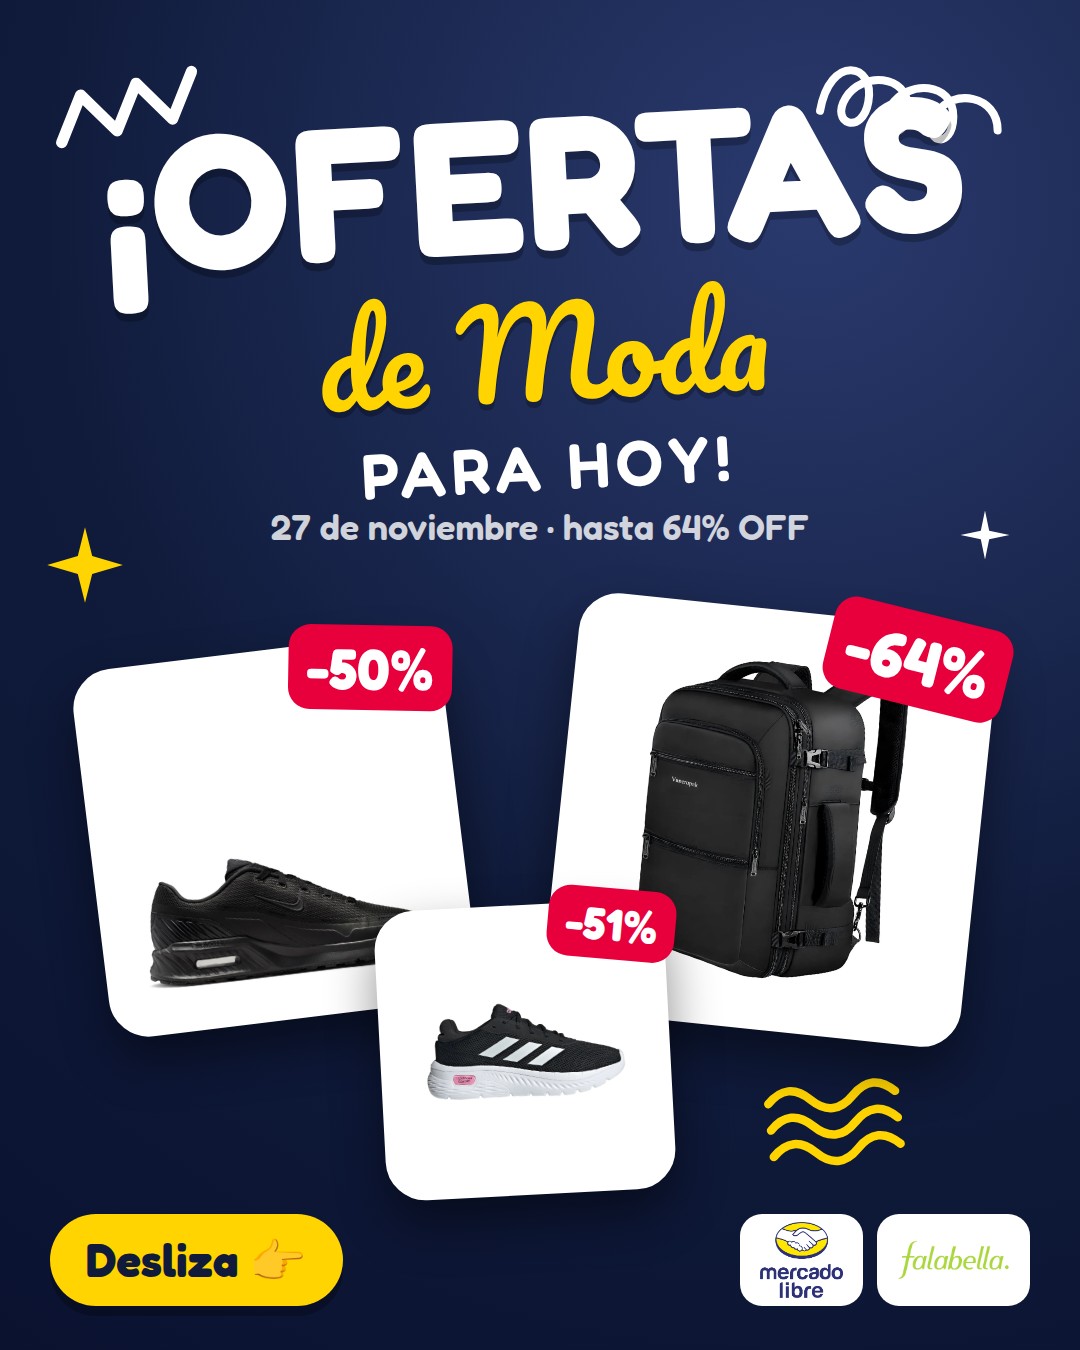 ¡OFERTAS
de Moda
PARA HOY!
27 de noviembre · hasta 64% OFF
-50%
-64%
-51%
Desliza 👉
mercado
libre
falabella.